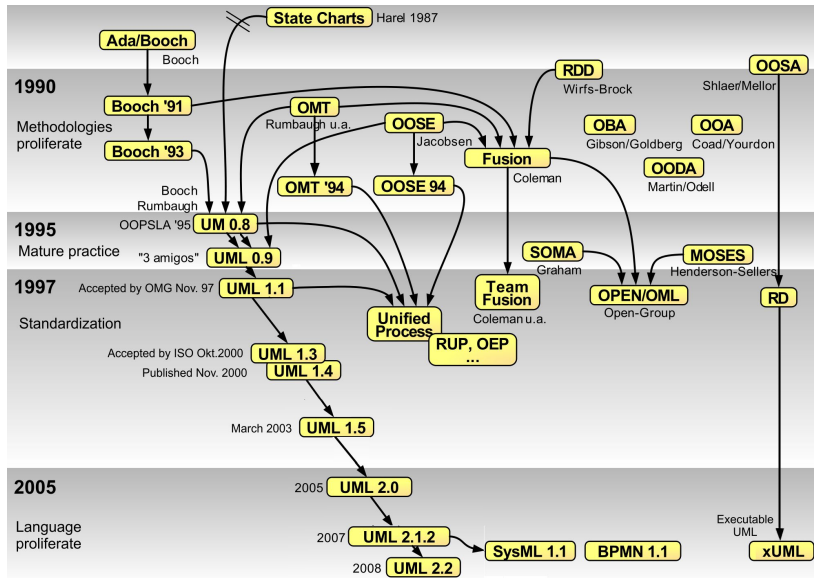 State Charts
Harel 1987
Ada/Booch
Booch
RDD
Wirfs-Brock
OOSA
Shlaer/Mellor
1990
Methodologies
proliferate
Booch '91
OMT
Rumbaugh u.a.
OOSE
Jacobsen
OBA
Gibson/Goldberg
OOA
Coad/Yourdon
Booch '93
Fusion
Coleman
OODA
Martin/Odell
OMT '94
OOSE 94
Booch
Rumbaugh
OOPSLA '95
UM 0.8
1995
Mature practice
"3 amigos"
UML 0.9
SOMA
Graham
MOSES
Henderson-Sellers
1997
Standardization
Accepted by OMG Nov. 97
UML 1.1
Team
Fusion
Coleman u.a.
OPEN/OML
Open-Group
RD
Unified
Process
RUP, OEP
...
Accepted by ISO Okt.2000
UML 1.3
Published Nov. 2000
UML 1.4
March 2003
UML 1.5
2005
Language
proliferate
2005
UML 2.0
2007
UML 2.1.2
2008
UML 2.2
SysML 1.1
BPMN 1.1
Executable
UML
xUML